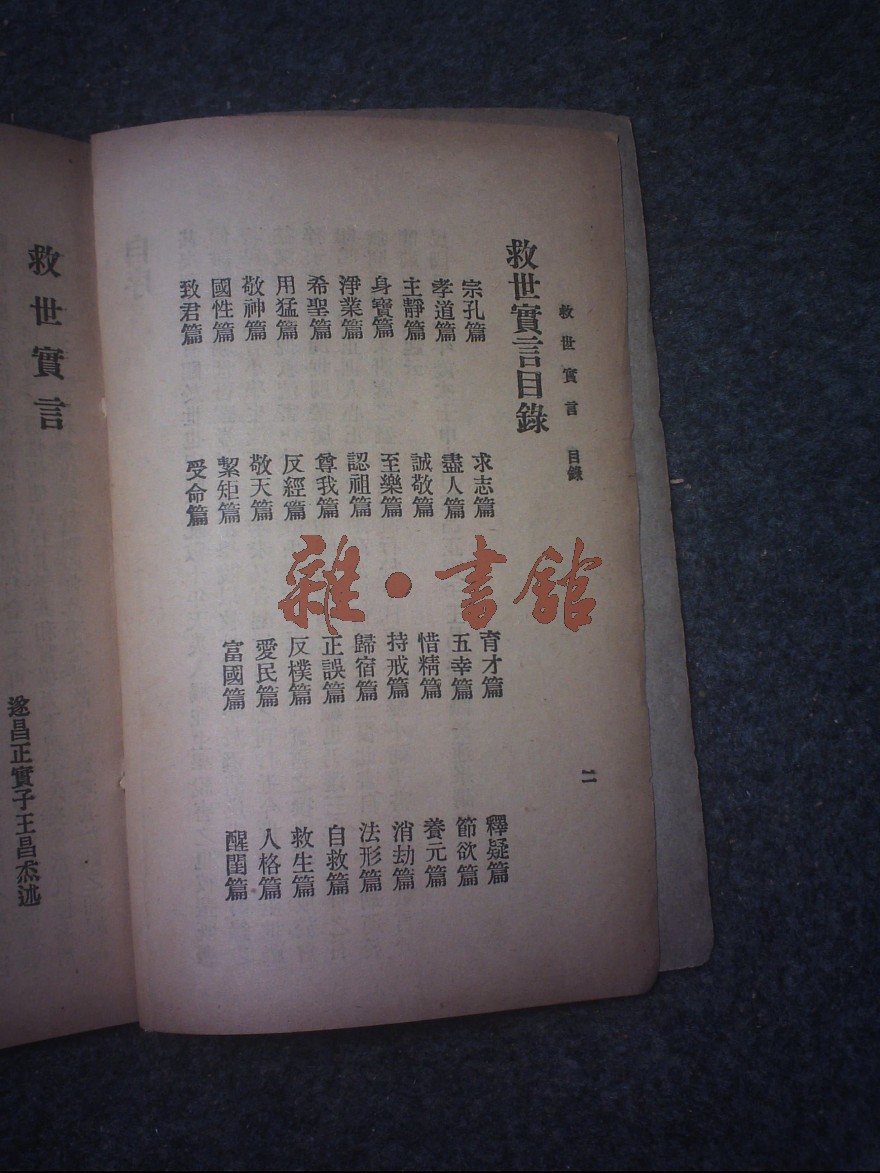 救世實言 目錄 二
救世實言目錄
宗孔篇 求志篇 育才篇 釋疑篇
孝道篇 盡人篇 五幸篇 節欲篇
主靜篇 誠敬篇 惜精篇 養元篇
身寶篇 至樂篇 持戒篇 消劫篇
淨業篇 認祖篇 歸宿篇 法形篇
希聖篇 尊我篇 正誤篇 自救篇
用猛篇 反經篇 反樸篇 救生篇
敬神篇 敬天篇 愛民篇 人格篇
國性篇 絜矩篇 富國篇 醒閨篇
致君篇 受命篇
救世實言
遂昌正實子王昌杰述
雜·書館